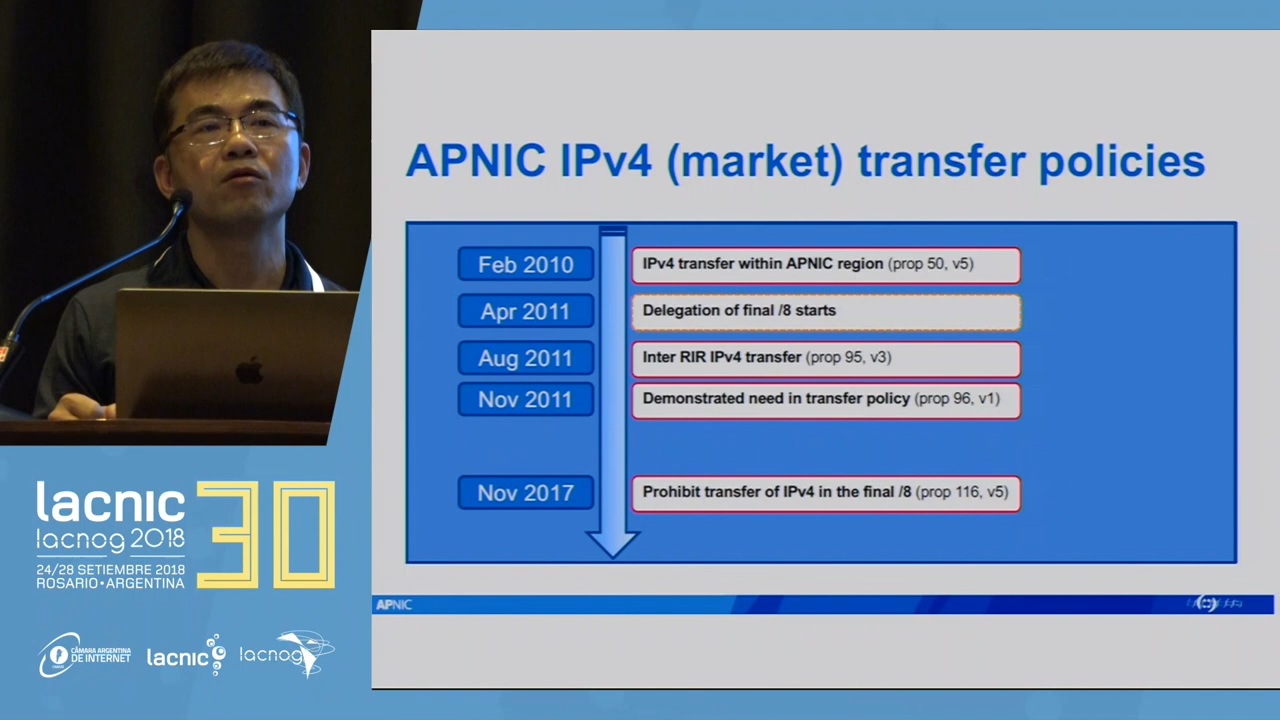 APNIC IPv4 (market) transfer policies
Feb 2010
IPv4 transfer within APNIC region (prop 50, v5)
Apr 2011
Delegation of final /8 starts
Aug 2011
Inter RIR IPv4 transfer (prop 95, v3)
Nov 2011
Demonstrated need in transfer policy (prop 96, v1)
Nov 2017
Prohibit transfer of IPv4 in the final /8 (prop 116, v5)
APNIC
lacnic 30
lacnog 2018
24/28 SETIEMBRE 2018
ROSARIO•ARGENTINA
CÁMARA ARGENTINA
DE INTERNET
lacnic
lacnog